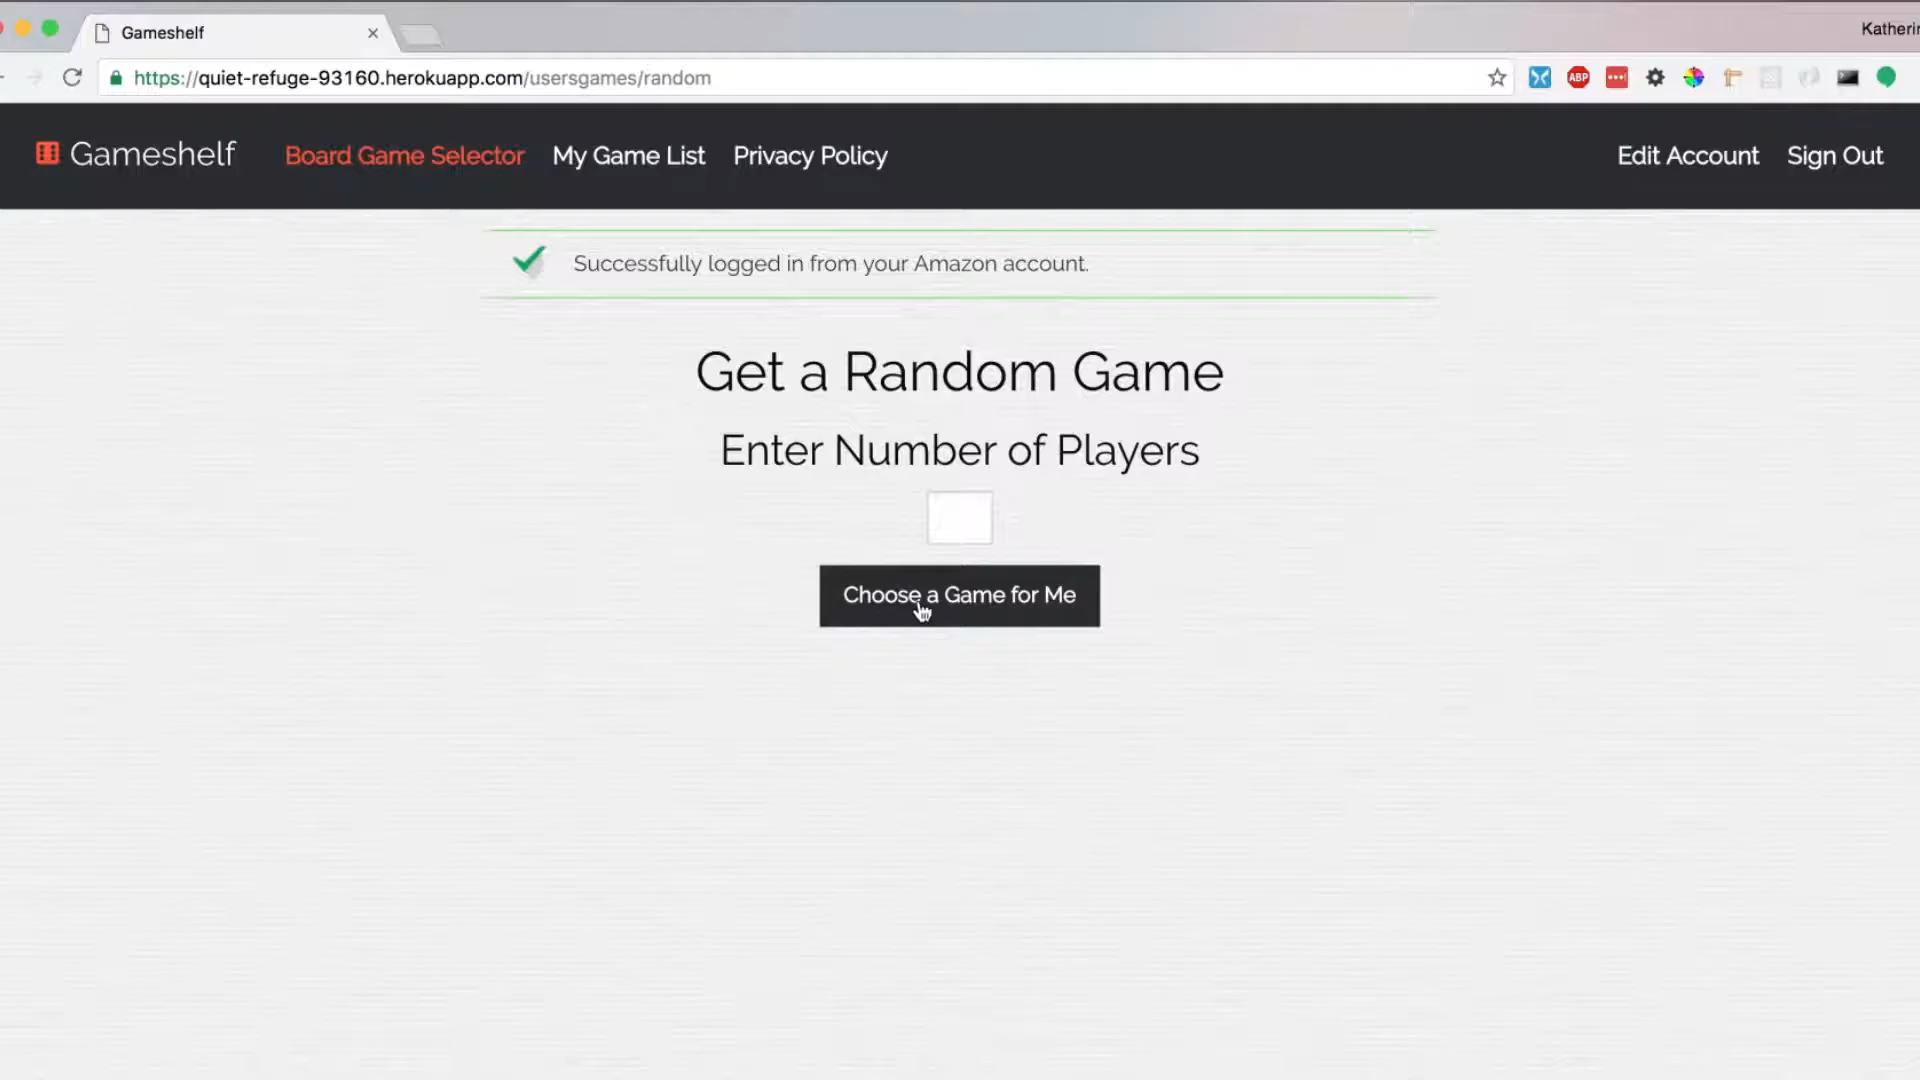 Gameshelf
Katherin
https://quiet-refuge-93160.herokuapp.com/usersgames/random
ABP
Gameshelf
Board Game Selector
My Game List
Privacy Policy
Edit Account
Sign Out
Successfully logged in from your Amazon account.
Get a Random Game
Enter Number of Players
Choose a Game for Me